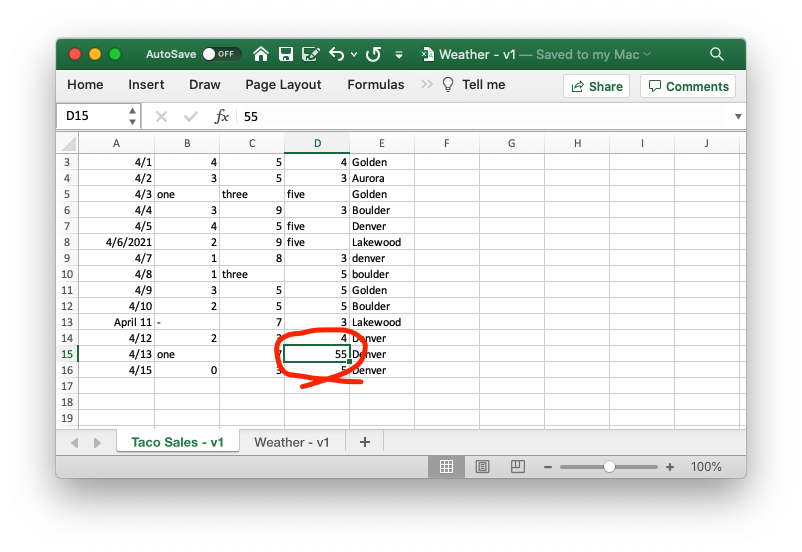 AutoSave OFF Weather - v1 — Saved to my Mac
Home Insert Draw Page Layout Formulas Tell me Share Comments
D15 fx 55
A B C D E F G H I J
3 4/1 4 5 4 Golden
4 4/2 3 5 3 Aurora
5 4/3 one three five Golden
6 4/4 3 9 3 Boulder
7 4/5 4 5 five Denver
8 4/6/2021 2 9 five Lakewood
9 4/7 1 8 3 denver
10 4/8 1 three 5 boulder
11 4/9 3 5 5 Golden
12 4/10 2 5 5 Boulder
13 April 11 - 7 3 Lakewood
14 4/12 2 4 Denver
15 4/13 one 55 Denver
16 4/15 0 3 5 Denver
17
18
19
Taco Sales - v1 Weather - v1 +
100%